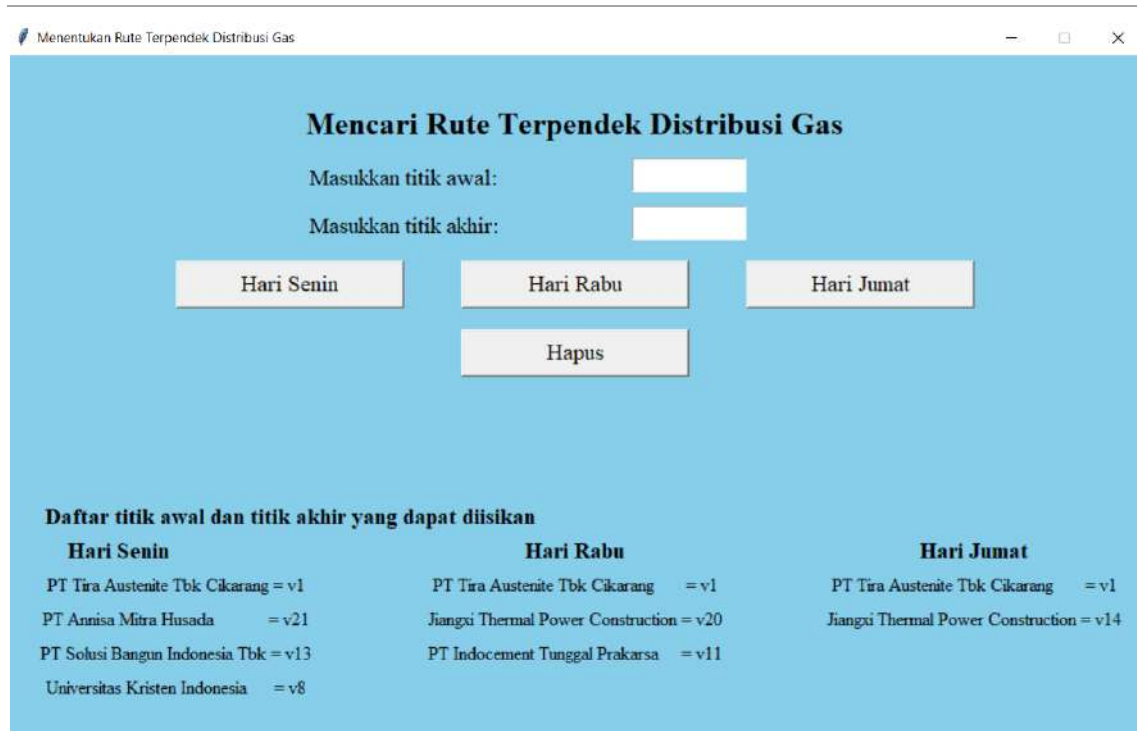 Menentukan Rute Terpendek Distribusi Gas
Mencari Rute Terpendek Distribusi Gas
Masukkan titik awal:
Masukkan titik akhir:
Hari Senin Hari Rabu Hari Jumat
Hapus
Daftar titik awal dan titik akhir yang dapat diisikan
Hari Senin Hari Rabu Hari Jumat
PT Tira Austenite Tbk Cikarang = v1 PT Tira Austenite Tbk Cikarang = v1 PT Tira Austenite Tbk Cikarang = v1
PT Annisa Mitra Husada = v21 Jiangxi Thermal Power Construction = v20 Jiangxi Thermal Power Construction = v14
PT Solusi Bangun Indonesia Tbk = v13 PT Indocement Tunggal Prakarsa = v11
Universitas Kristen Indonesia = v8